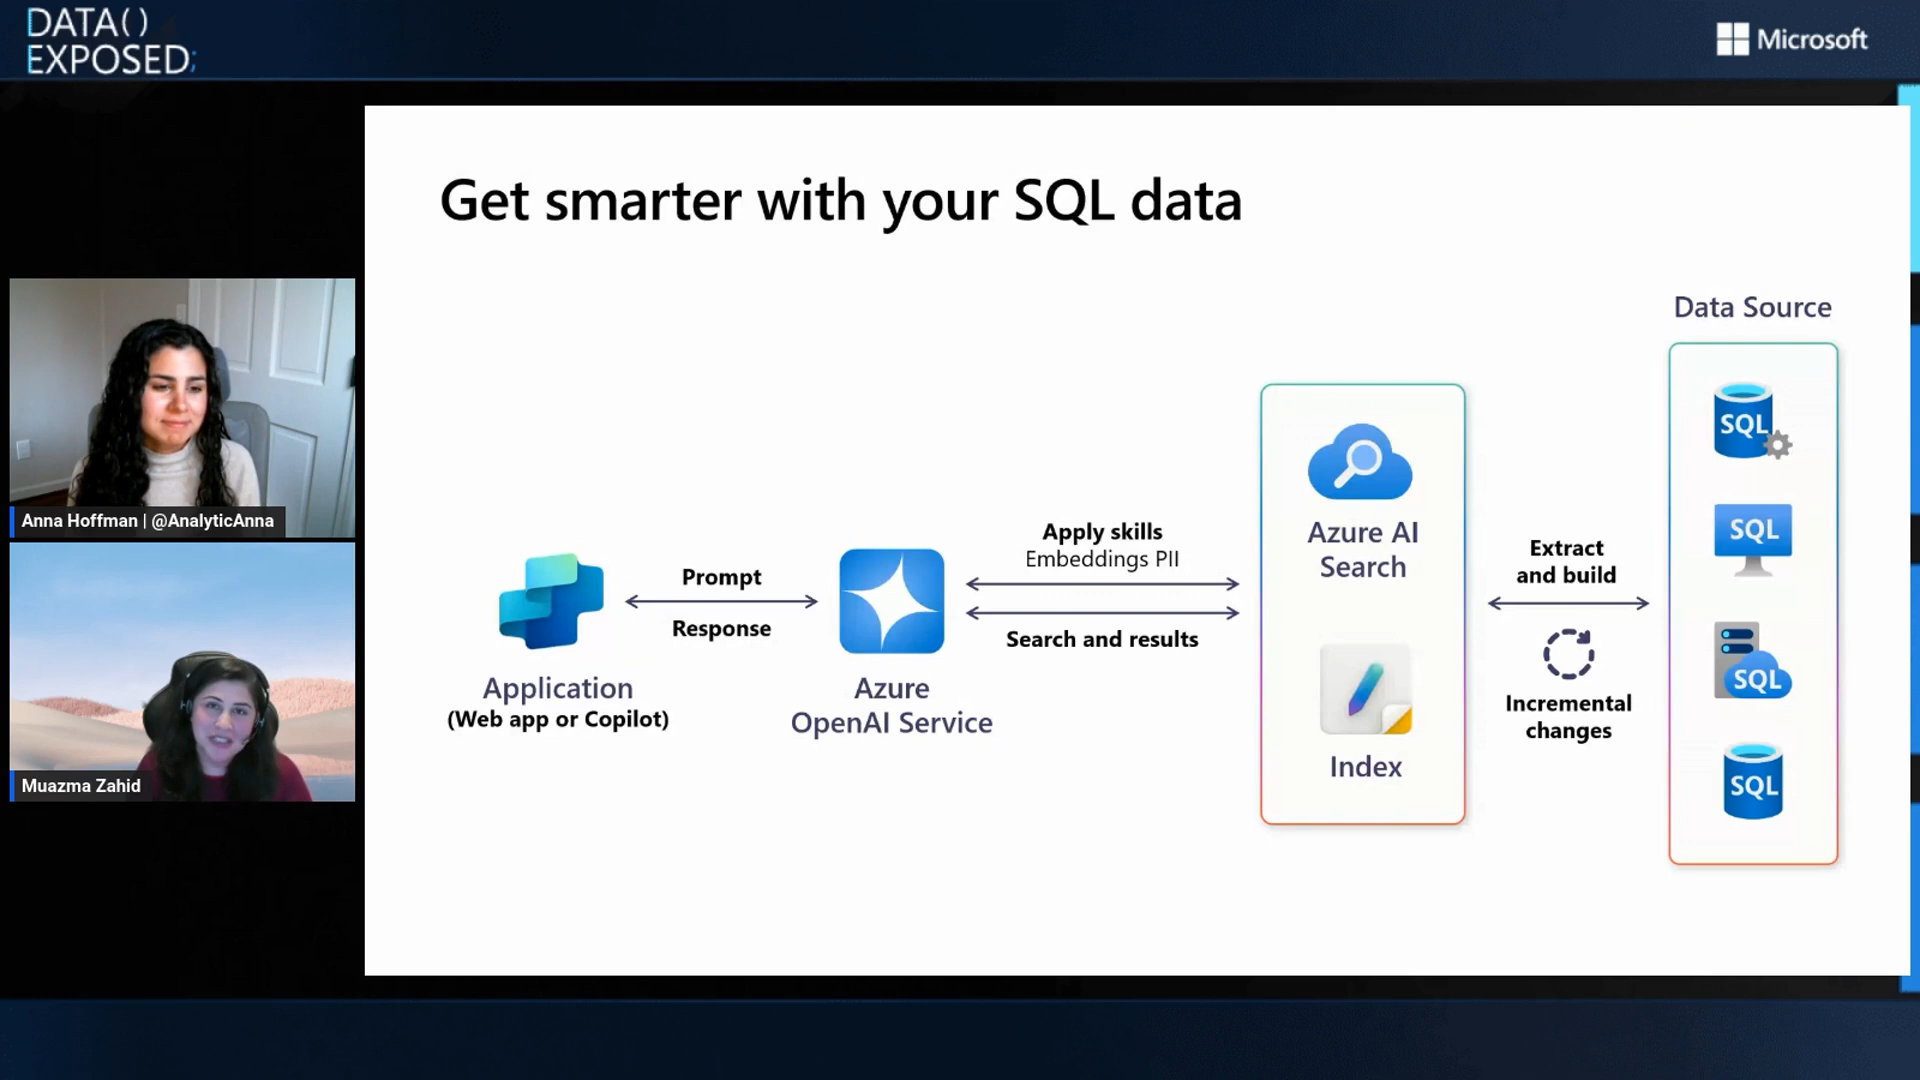 DATA()
EXPOSED;
Microsoft
Get smarter with your SQL data
Data Source
SQL
SQL
SQL
SQL
Azure AI
Search
Index
Extract
and build
Incremental
changes
Apply skills
Embeddings PII
Search and results
Prompt
Response
Application
(Web app or Copilot)
Azure
OpenAI Service
Anna Hoffman | @AnalyticAnna
Muazma Zahid